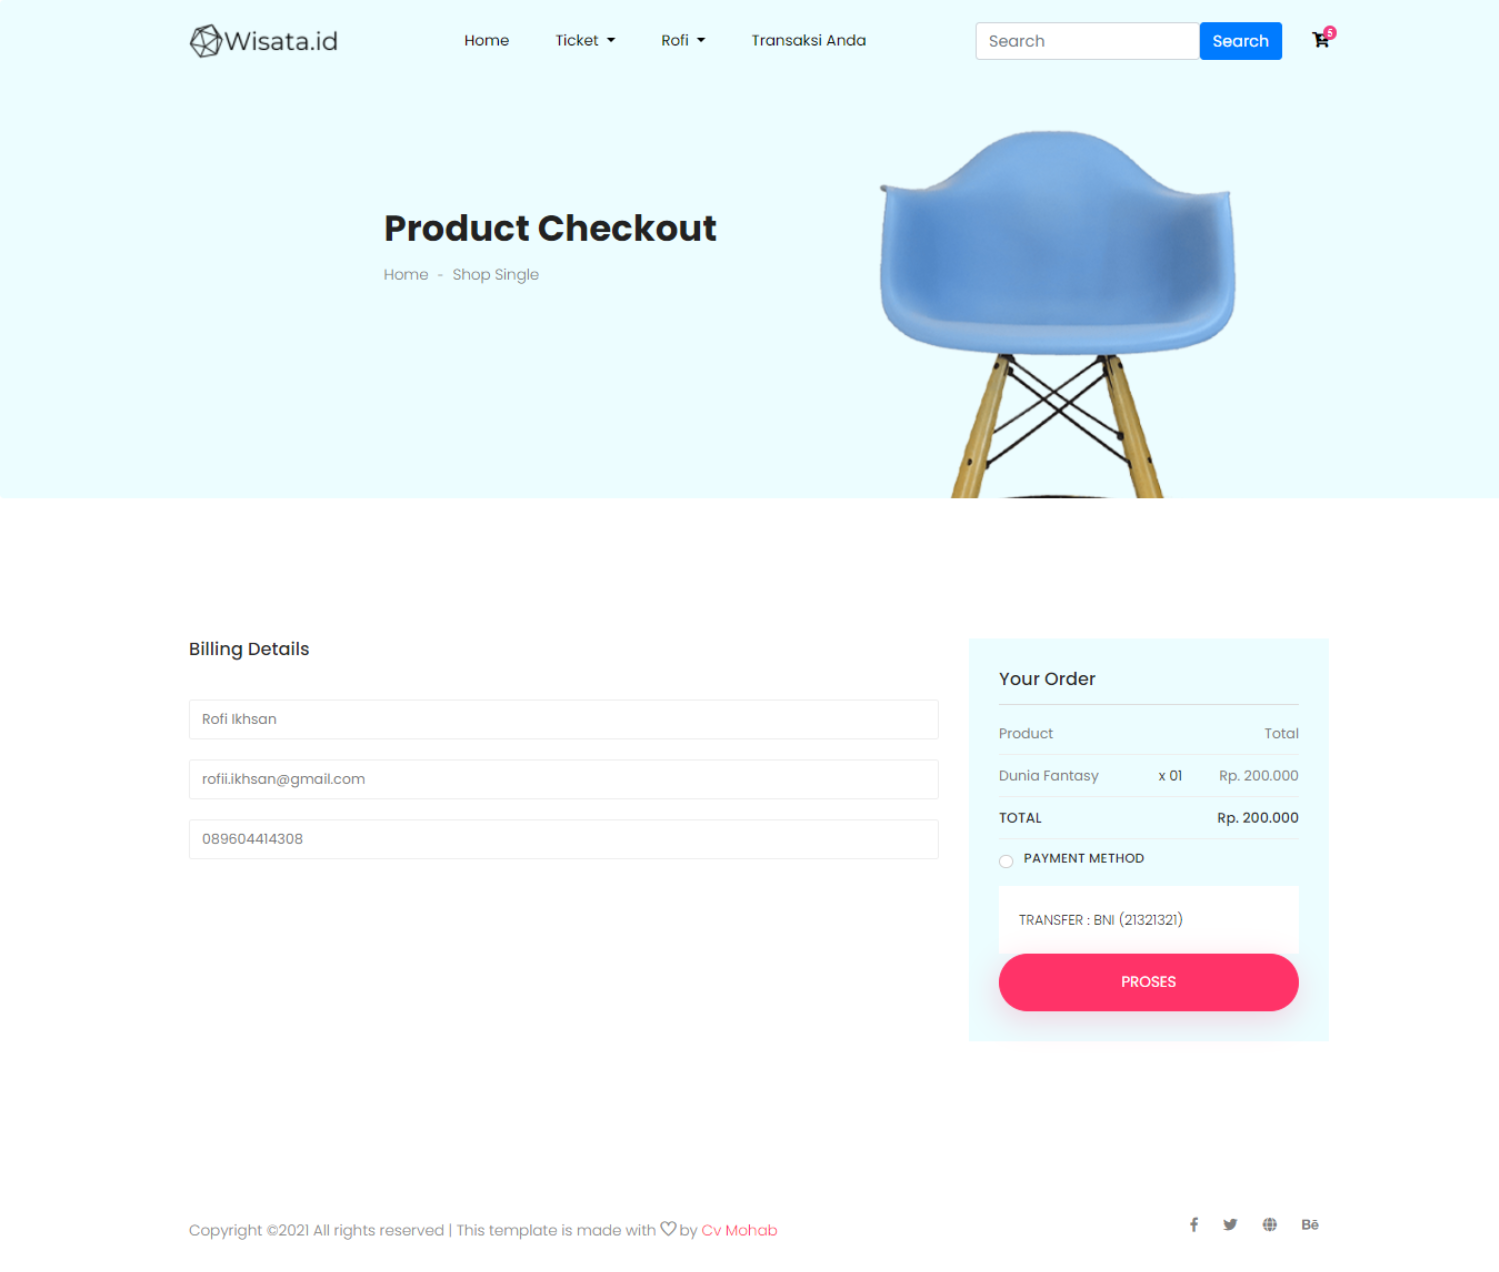 Wisata.id
Home Ticket Rofi Transaksi Anda Search Search 5
Product Checkout
Home - Shop Single
Billing Details
Rofi Ikhsan
rofii.ikhsan@gmail.com
089604414308
Your Order
Product Total
Dunia Fantasy x 01 Rp. 200.000
TOTAL Rp. 200.000
PAYMENT METHOD
TRANSFER : BNI (21321321)
PROSES
Copyright ©2021 All rights reserved | This template is made with ♡ by Cv Mohab
Bē